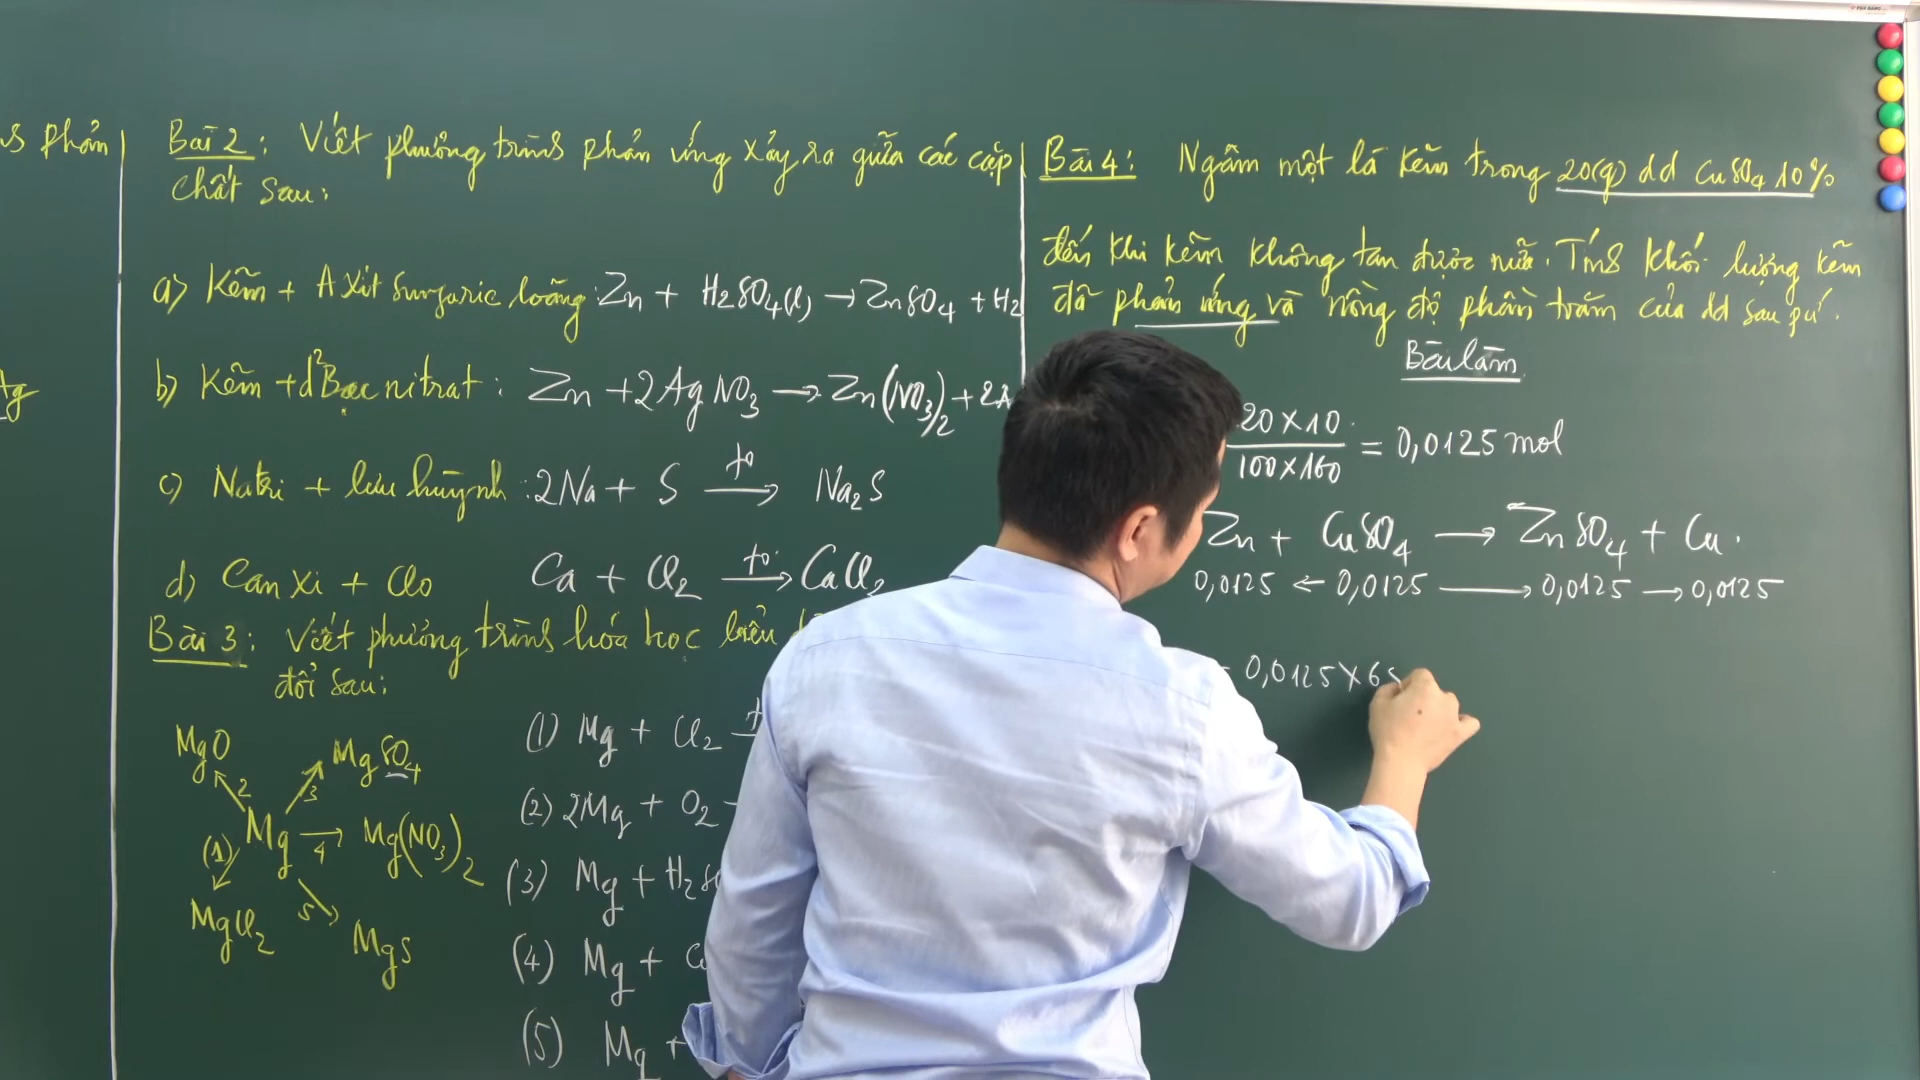 phản
Ag
Bài 2: Viết phương trình phản ứng xảy ra giữa các cặp
chất sau:
a) Kẽm + Axit Sunfuric loãng: Zn + H2SO4(l) → ZnSO4 + H2
b) Kẽm + d² Bạc nitrat: Zn + 2AgNO3 → Zn(NO3)2 + 2A
c) Natri + lưu huỳnh: 2Na + S →(to) Na2S
d) Can xi + Clo Ca + Cl2 →(to) CaCl2
Bài 3: Viết phương trình hóa học biểu
đổi sau:
MgO MgSO4
2 3
(1) Mg → 4 Mg(NO3)2
MgCl2 5 MgS
(1) Mg + Cl2
(2) 2Mg + O2
(3) Mg + H2SO
(4) Mg + C
(5) Mg +
Bài 4: Ngâm một lá kẽm trong 20(g) dd CuSO4 10%
đến khi kẽm không tan được nữa. Tính khối lượng kẽm
đã phản ứng và nồng độ phần trăm của dd sau pứ.
Bài làm
20 x 10
100 x 160 = 0,0125 mol
Zn + CuSO4 → ZnSO4 + Cu.
0,0125 ← 0,0125 → 0,0125 → 0,0125
= 0,0125 x 65